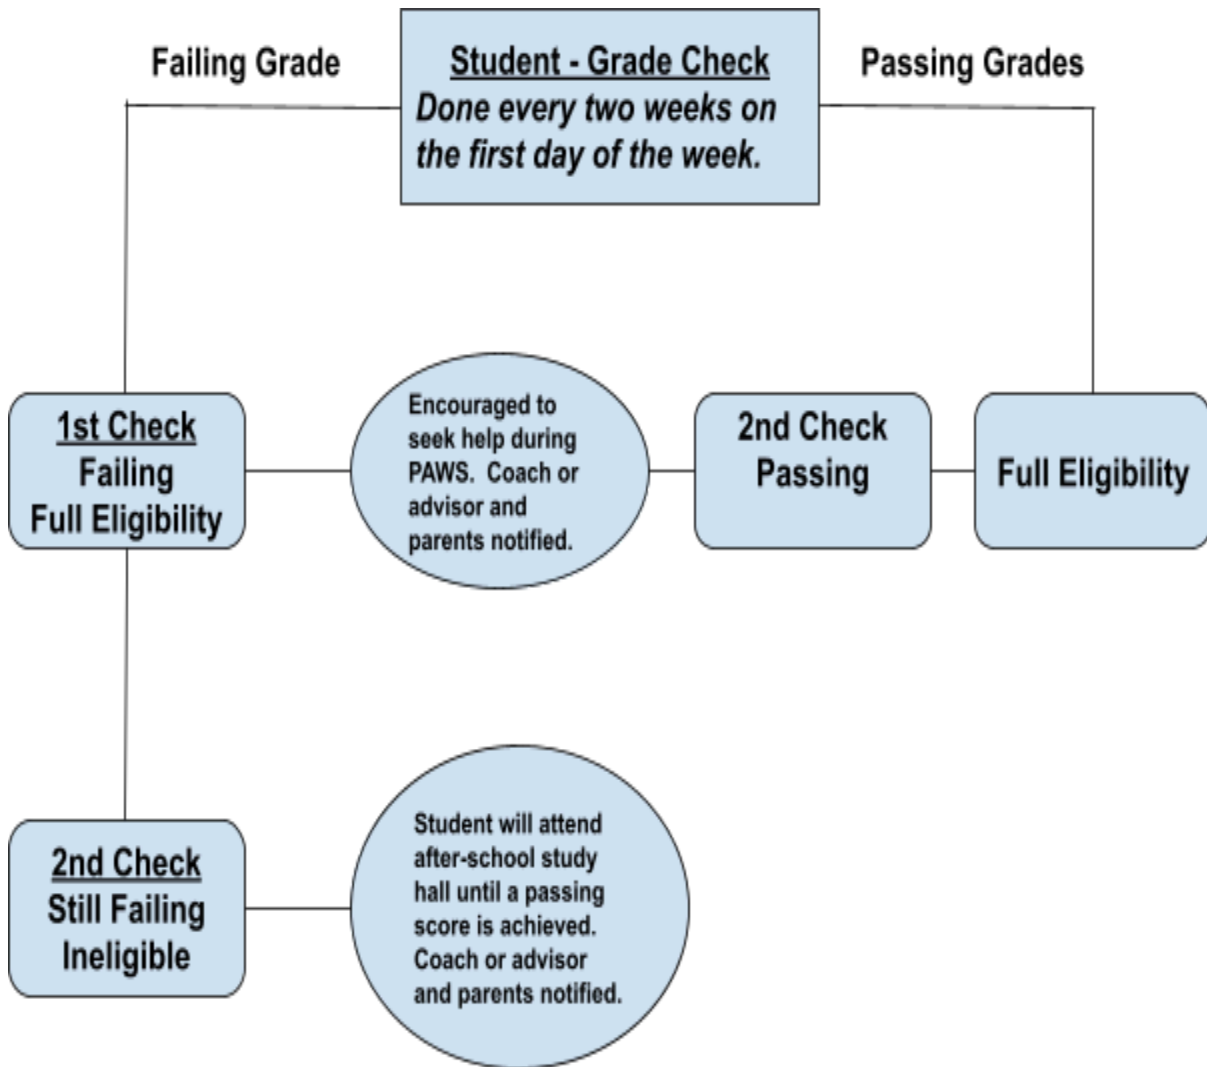 Failing Grade
Student - Grade Check
Done every two weeks on
the first day of the week.
Passing Grades
1st Check
Failing
Full Eligibility
Encouraged to
seek help during
PAWS.  Coach or
advisor and
parents notified.
2nd Check
Passing
Full Eligibility
2nd Check
Still Failing
Ineligible
Student will attend
after-school study
hall until a passing
score is achieved.
Coach or advisor
and parents notified.